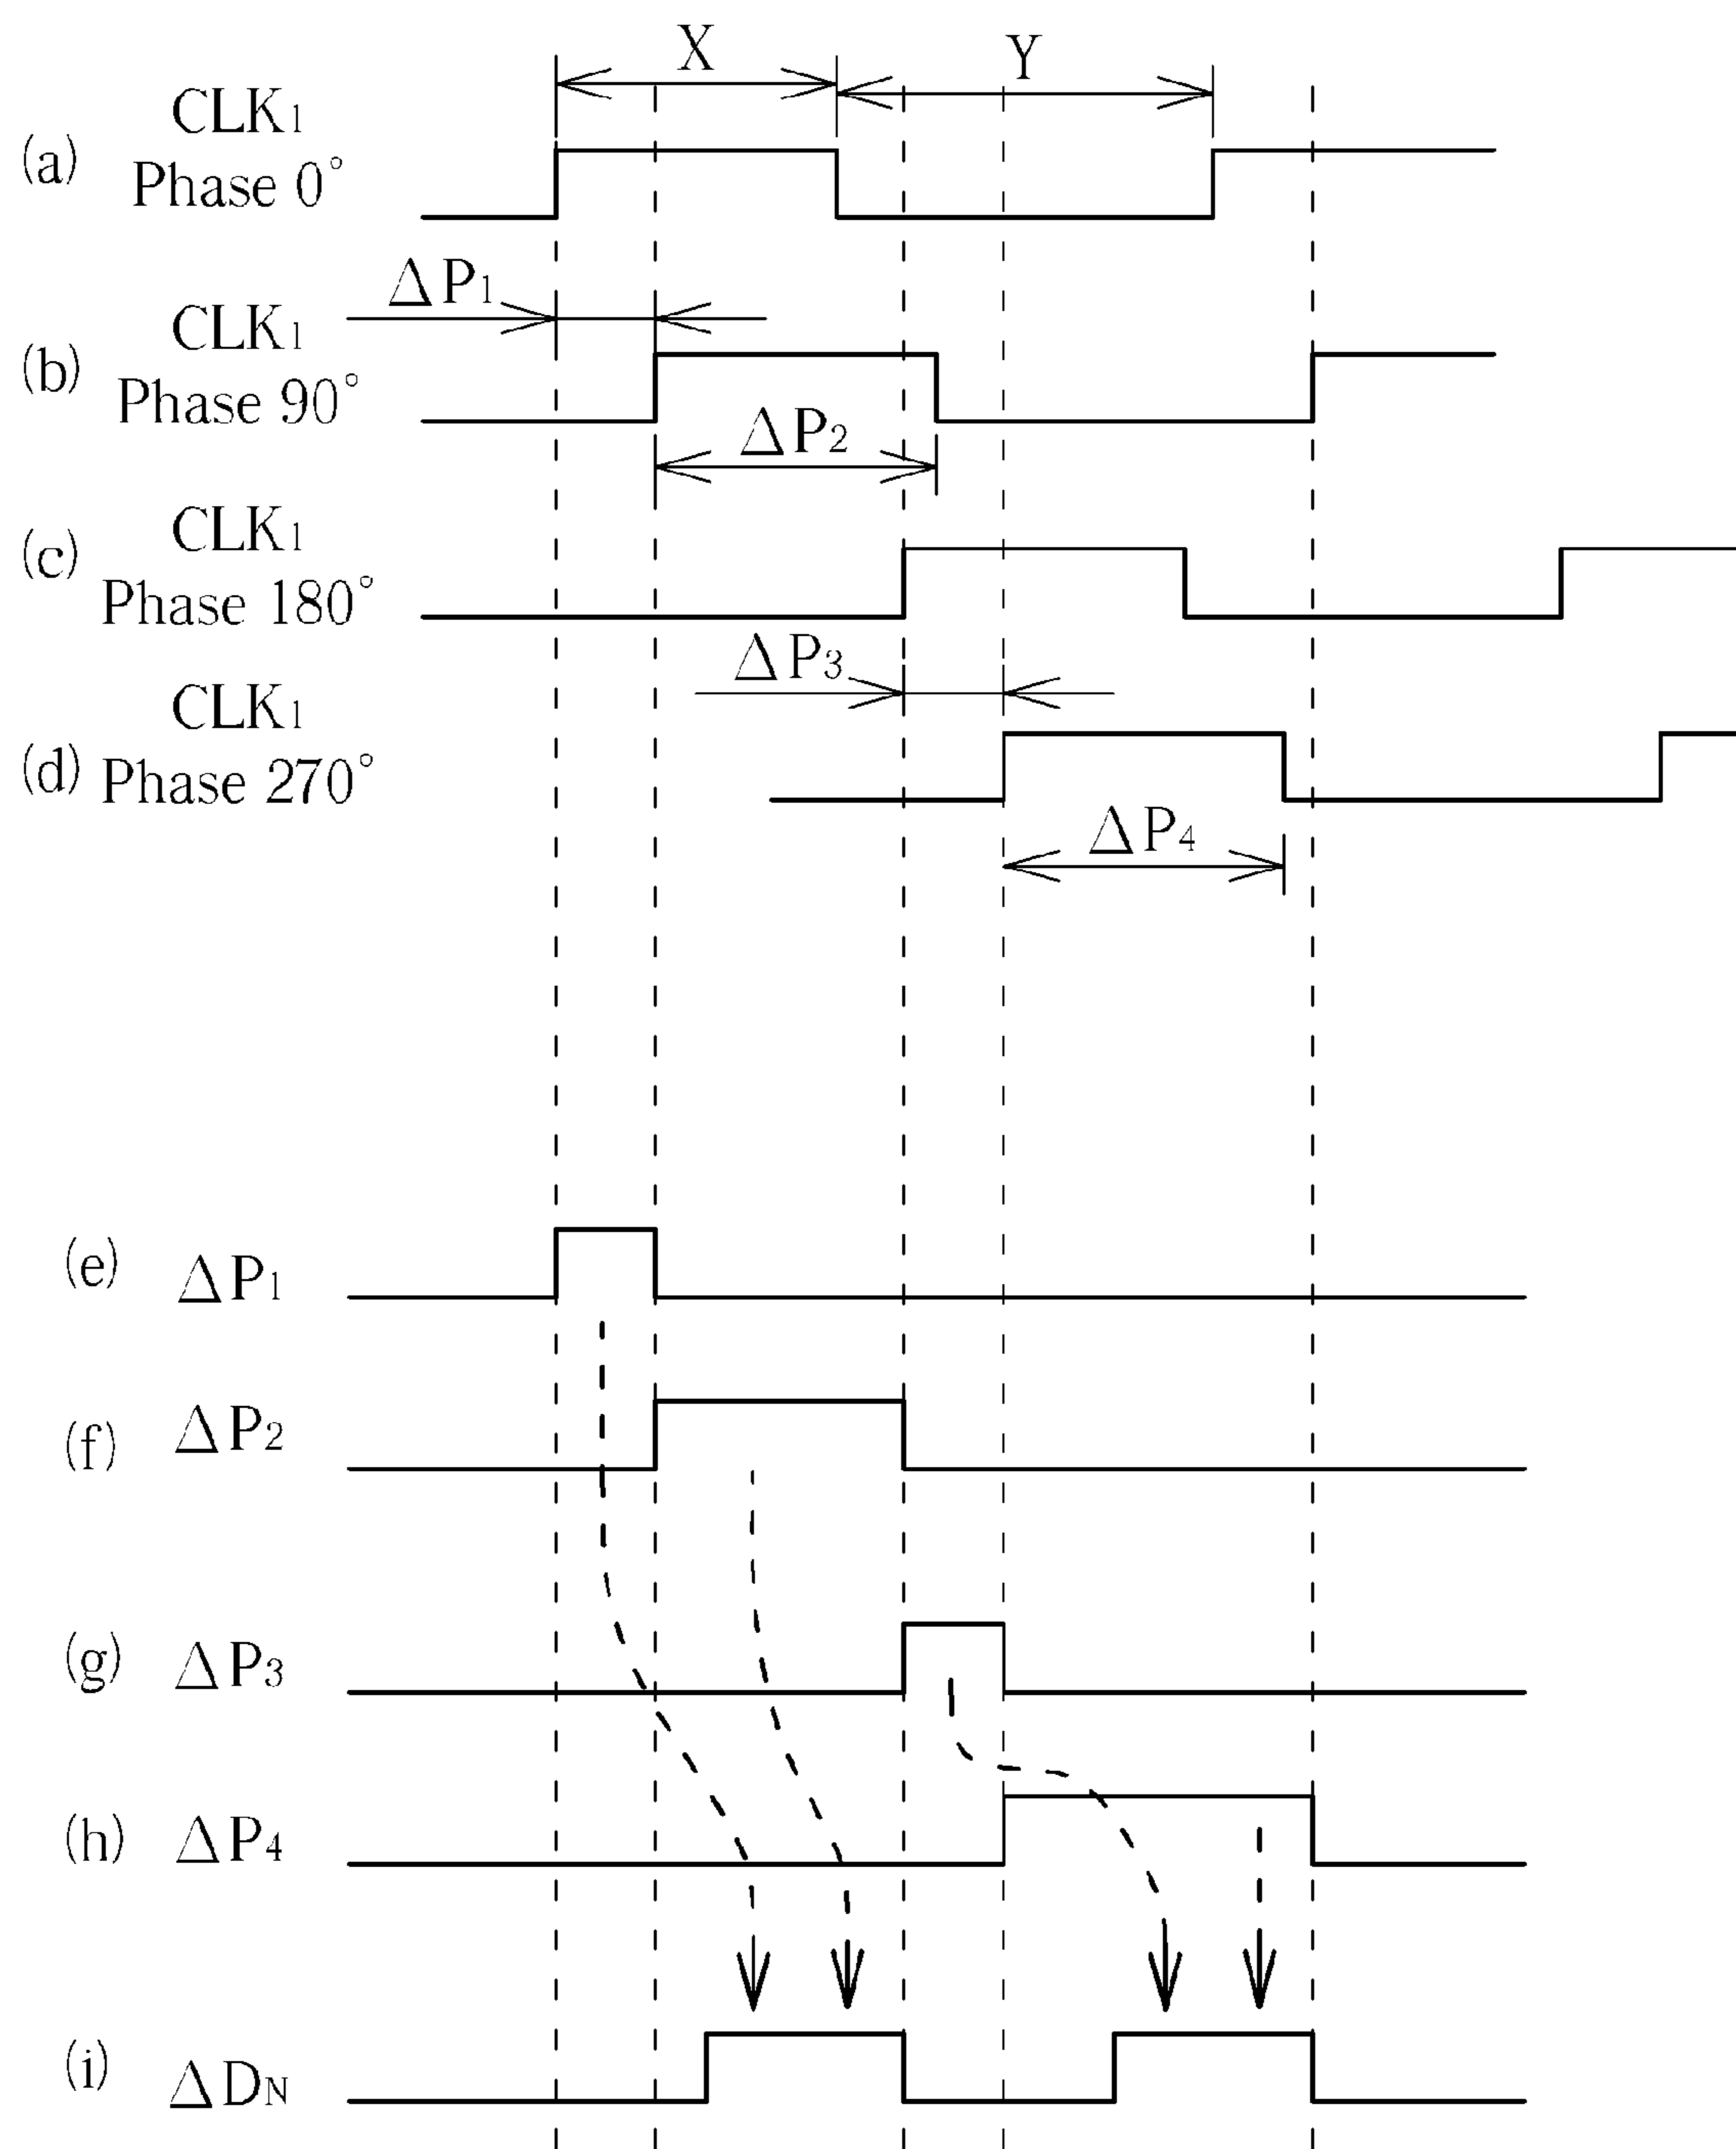 X
Y
(a) CLK1
Phase 0°
ΔP1
(b) CLK1
Phase 90°
ΔP2
(c) CLK1
Phase 180°
ΔP3
(d) CLK1
Phase 270°
ΔP4
(e) ΔP1
(f) ΔP2
(g) ΔP3
(h) ΔP4
(i) ΔDN